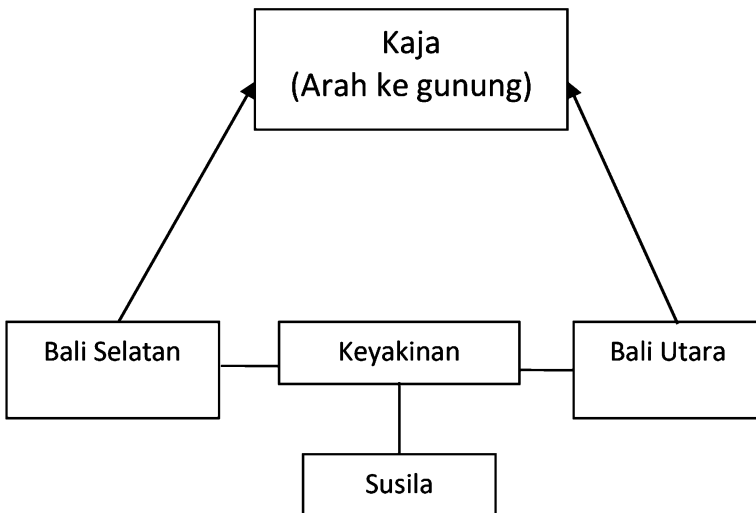 Kaja
(Arah ke gunung)
Bali Selatan
Keyakinan
Bali Utara
Susila